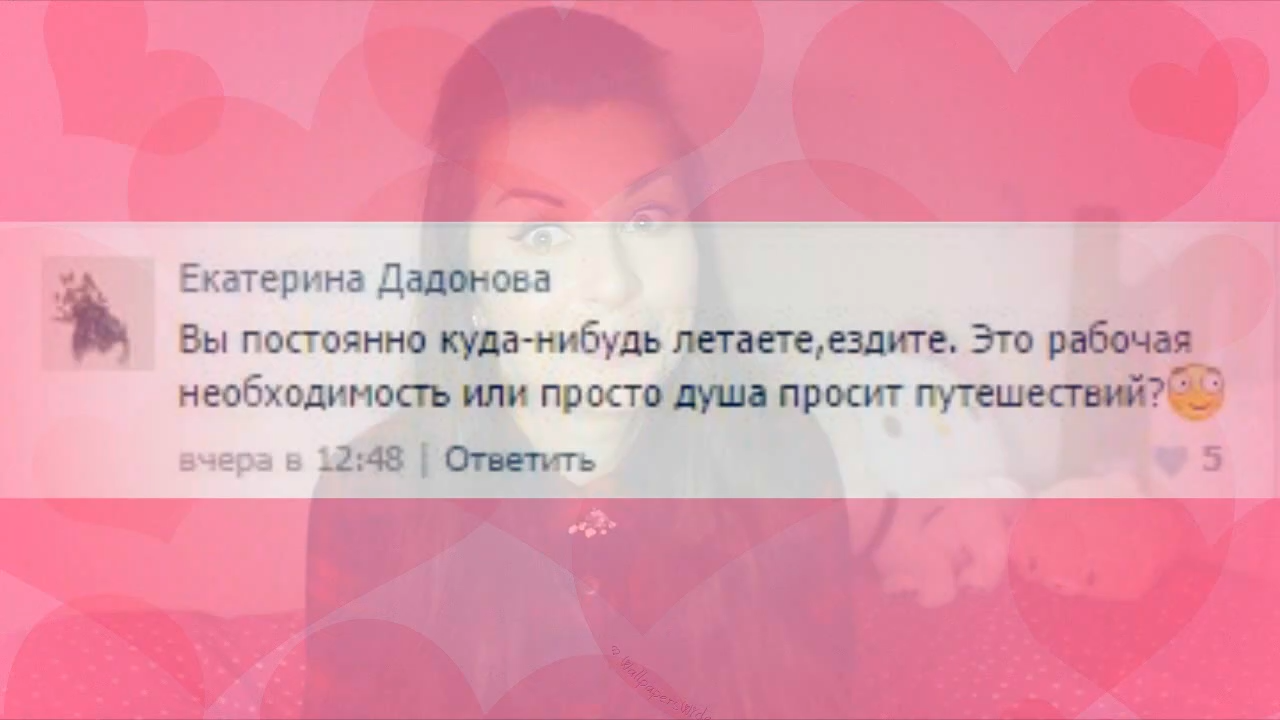 Екатерина Дадонова
Вы постоянно куда-нибудь летаете,ездите. Это рабочая
необходимость или просто душа просит путешествий?😳
вчера в 12:48 | Ответить
5